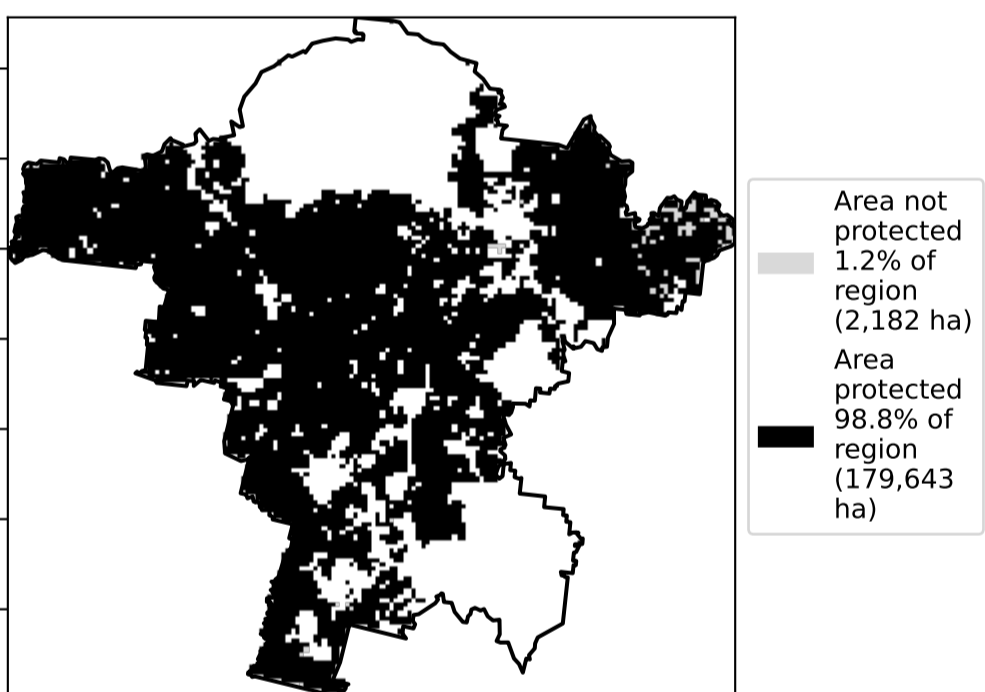 Area not
protected
1.2% of
region
(2,182 ha)
Area
protected
98.8% of
region
(179,643
ha)